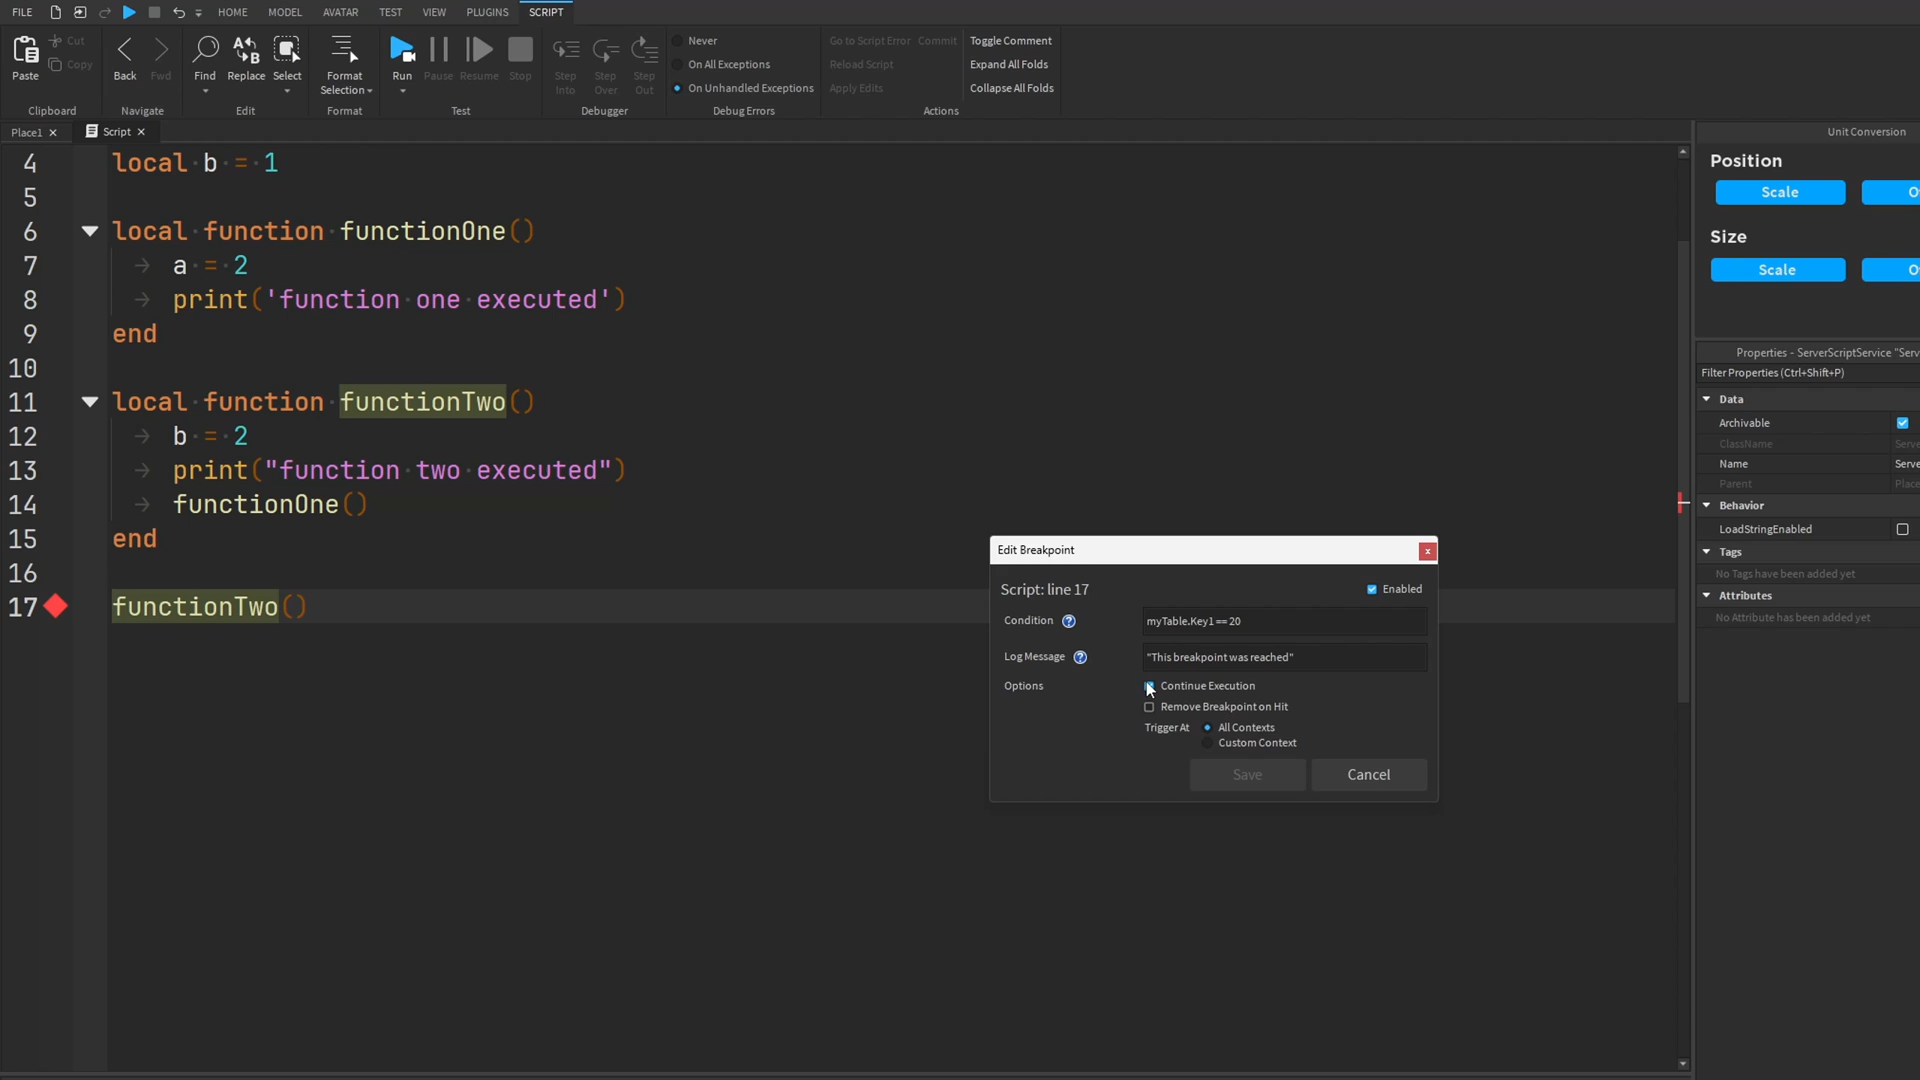 FILE HOME MODEL AVATAR TEST VIEW PLUGINS SCRIPT
Paste Cut Copy
Clipboard
Back Fwd
Navigate
Find Replace Select
Edit
Format Selection
Format
Run Pause Resume Stop
Test
Step Into Step Over Step Out
Debugger
Never
On All Exceptions
On Unhandled Exceptions
Debug Errors
Go to Script Error Commit
Reload Script
Apply Edits
Toggle Comment
Expand All Folds
Collapse All Folds
Actions
Place1 × Script ×
4 local b = 1
5
6 local function functionOne()
7 a = 2
8 print('function one executed')
9 end
10
11 local function functionTwo()
12 b = 2
13 print("function two executed")
14 functionOne()
15 end
16
17 functionTwo()
Edit Breakpoint
x
Script: line 17 Enabled
Condition ? myTable.Key1 == 20
Log Message ? "This breakpoint was reached"
Options Continue Execution
Remove Breakpoint on Hit
Trigger At All Contexts
Custom Context
Save Cancel
Unit Conversion
Position
Scale O
Size
Scale O
Properties - ServerScriptService "Serv
Filter Properties (Ctrl+Shift+P)
Data
Archivable
ClassName Serve
Name Serve
Parent Place
Behavior
LoadStringEnabled
Tags
No Tags have been added yet
Attributes
No Attribute has been added yet